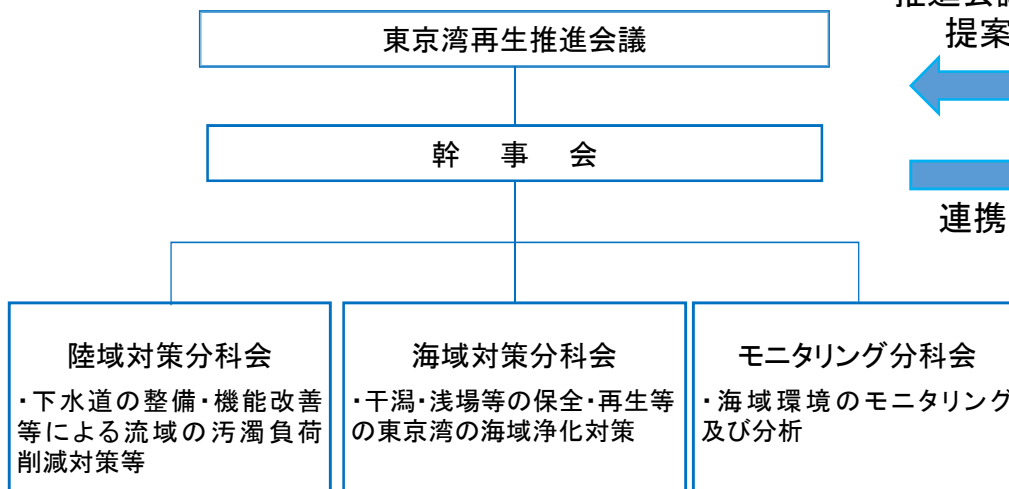 東京湾再生推進会議
提案
幹 事 会
連携
陸域対策分科会
・下水道の整備・機能改善
等による流域の汚濁負荷
削減対策等
海域対策分科会
・干潟・浅場等の保全・再生等
の東京湾の海域浄化対策
モニタリング分科会
・海域環境のモニタリング
及び分析